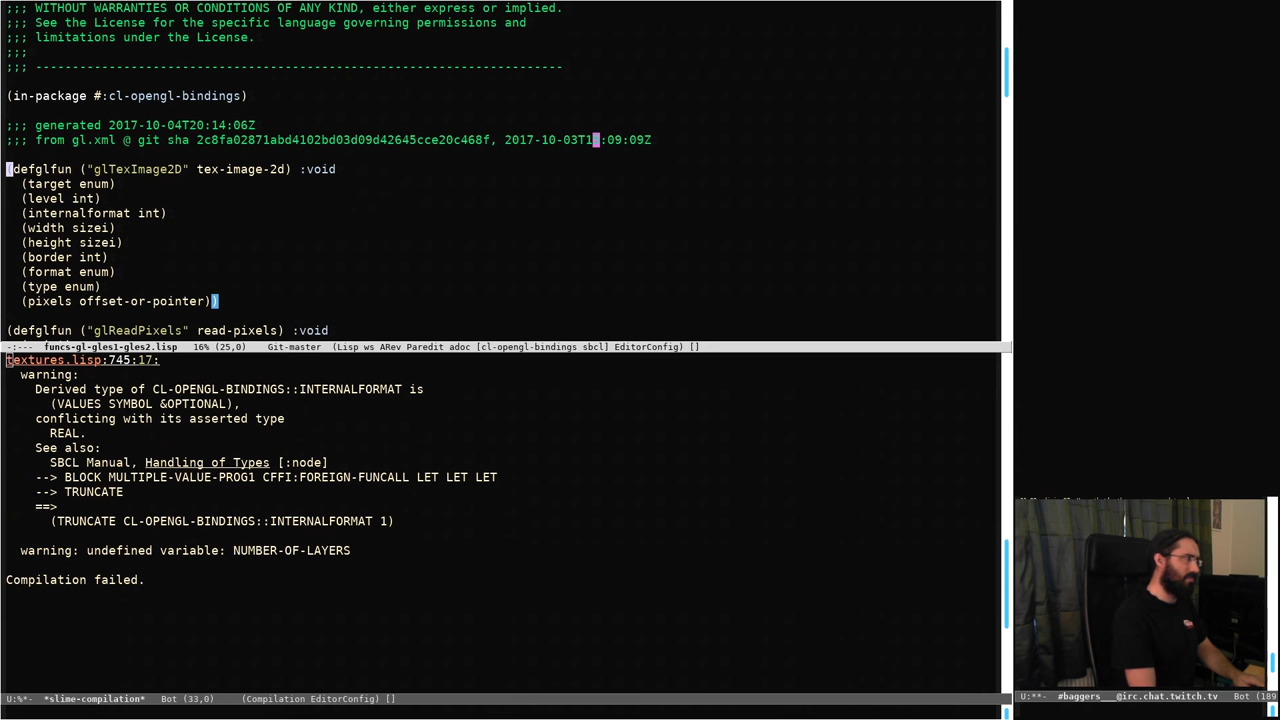 ;;; WITHOUT WARRANTIES OR CONDITIONS OF ANY KIND, either express or implied.
;;; See the License for the specific language governing permissions and
;;; limitations under the License.
;;;
;;; ------------------------------------------------------------------------
(in-package #:cl-opengl-bindings)
;;; generated 2017-10-04T20:14:06Z
;;; from gl.xml @ git sha 2c8fa02871abd4102bd03d09d42645cce20c468f, 2017-10-03T1:09:09Z
(defglfun ("glTexImage2D" tex-image-2d) :void
(target enum)
(level int)
(internalformat int)
(width sizei)
(height sizei)
(border int)
(format enum)
(type enum)
(pixels offset-or-pointer))
(defglfun ("glReadPixels" read-pixels) :void
-:--- funcs-gl-gles1-gles2.lisp 16% (25,0) Git-master (Lisp ws ARev Paredit adoc [cl-opengl-bindings sbcl] EditorConfig) []
textures.lisp:745:17:
warning:
Derived type of CL-OPENGL-BINDINGS::INTERNALFORMAT is
(VALUES SYMBOL &OPTIONAL),
conflicting with its asserted type
REAL.
See also:
SBCL Manual, Handling of Types [:node]
--> BLOCK MULTIPLE-VALUE-PROG1 CFFI:FOREIGN-FUNCALL LET LET LET
--> TRUNCATE
==>
(TRUNCATE CL-OPENGL-BINDINGS::INTERNALFORMAT 1)
warning: undefined variable: NUMBER-OF-LAYERS
Compilation failed.
U:%*- *slime-compilation* Bot (33,0) (Compilation EditorConfig) []
U:**- #baggers___@irc.chat.twitch.tv Bot (189